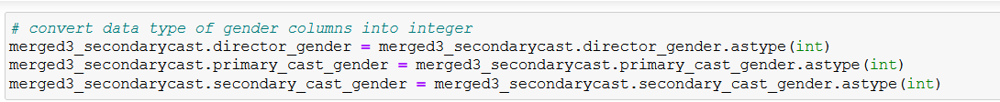 # convert data type of gender columns into integer
merged3_secondarycast.director_gender = merged3_secondarycast.director_gender.astype(int)
merged3_secondarycast.primary_cast_gender = merged3_secondarycast.primary_cast_gender.astype(int)
merged3_secondarycast.secondary_cast_gender = merged3_secondarycast.secondary_cast_gender.astype(int)